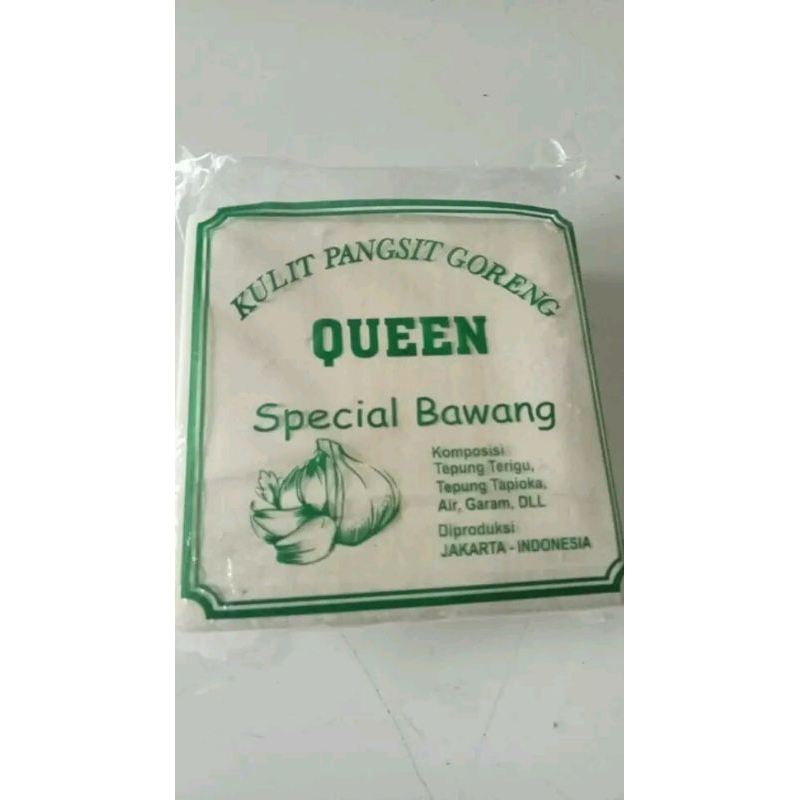 KULIT PANGSIT GORENG
QUEEN
Special Bawang
Komposisi
Tepung Terigu,
Tepung Tapioka,
Air, Garam, DLL
Diproduksi
JAKARTA - INDONESIA